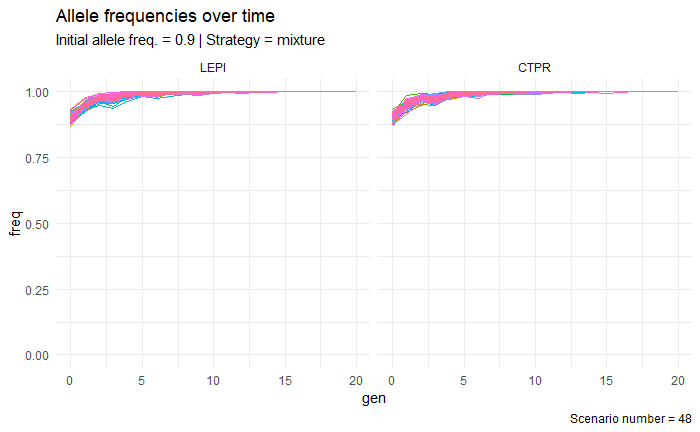 Allele frequencies over time
Initial allele freq. = 0.9 | Strategy = mixture
LEPI CTPR
1.00
0.75
0.50
0.25
0.00
freq
0 5 10 15 20 0 5 10 15 20
gen
Scenario number = 48